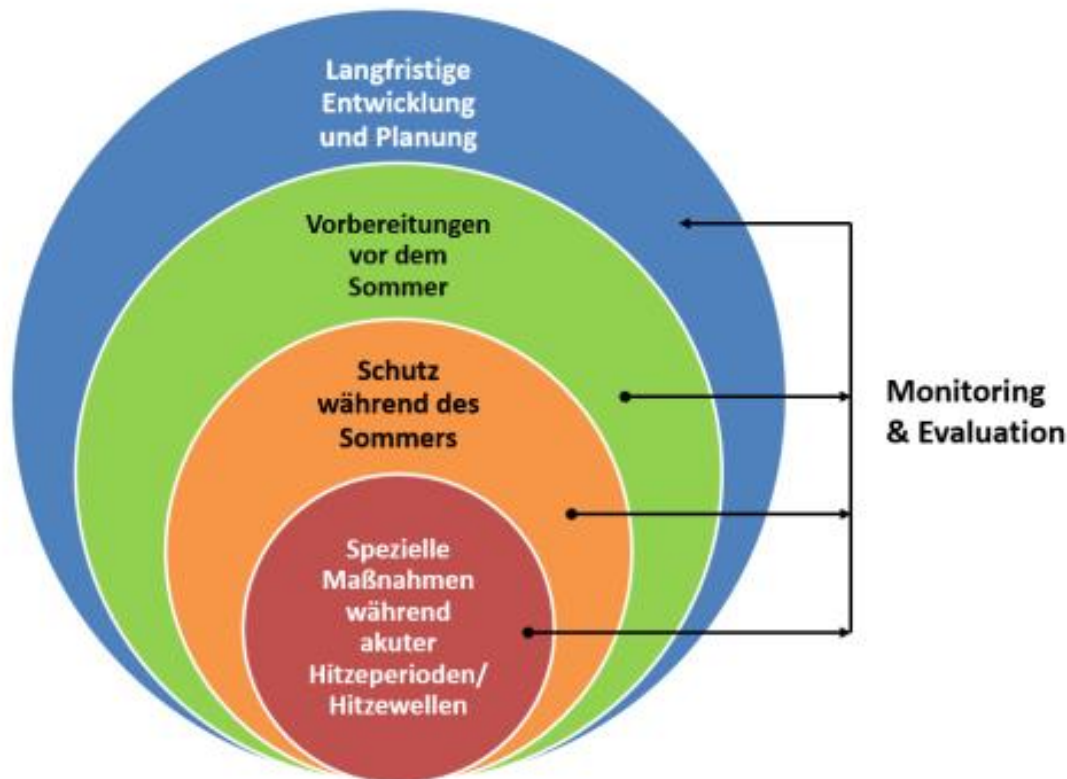 Langfristige
Entwicklung
und Planung
Vorbereitungen
vor dem
Sommer
Schutz
während des
Sommers
Spezielle
Maßnahmen
während
akuter
Hitzeperioden/
Hitzewellen
Monitoring
& Evaluation